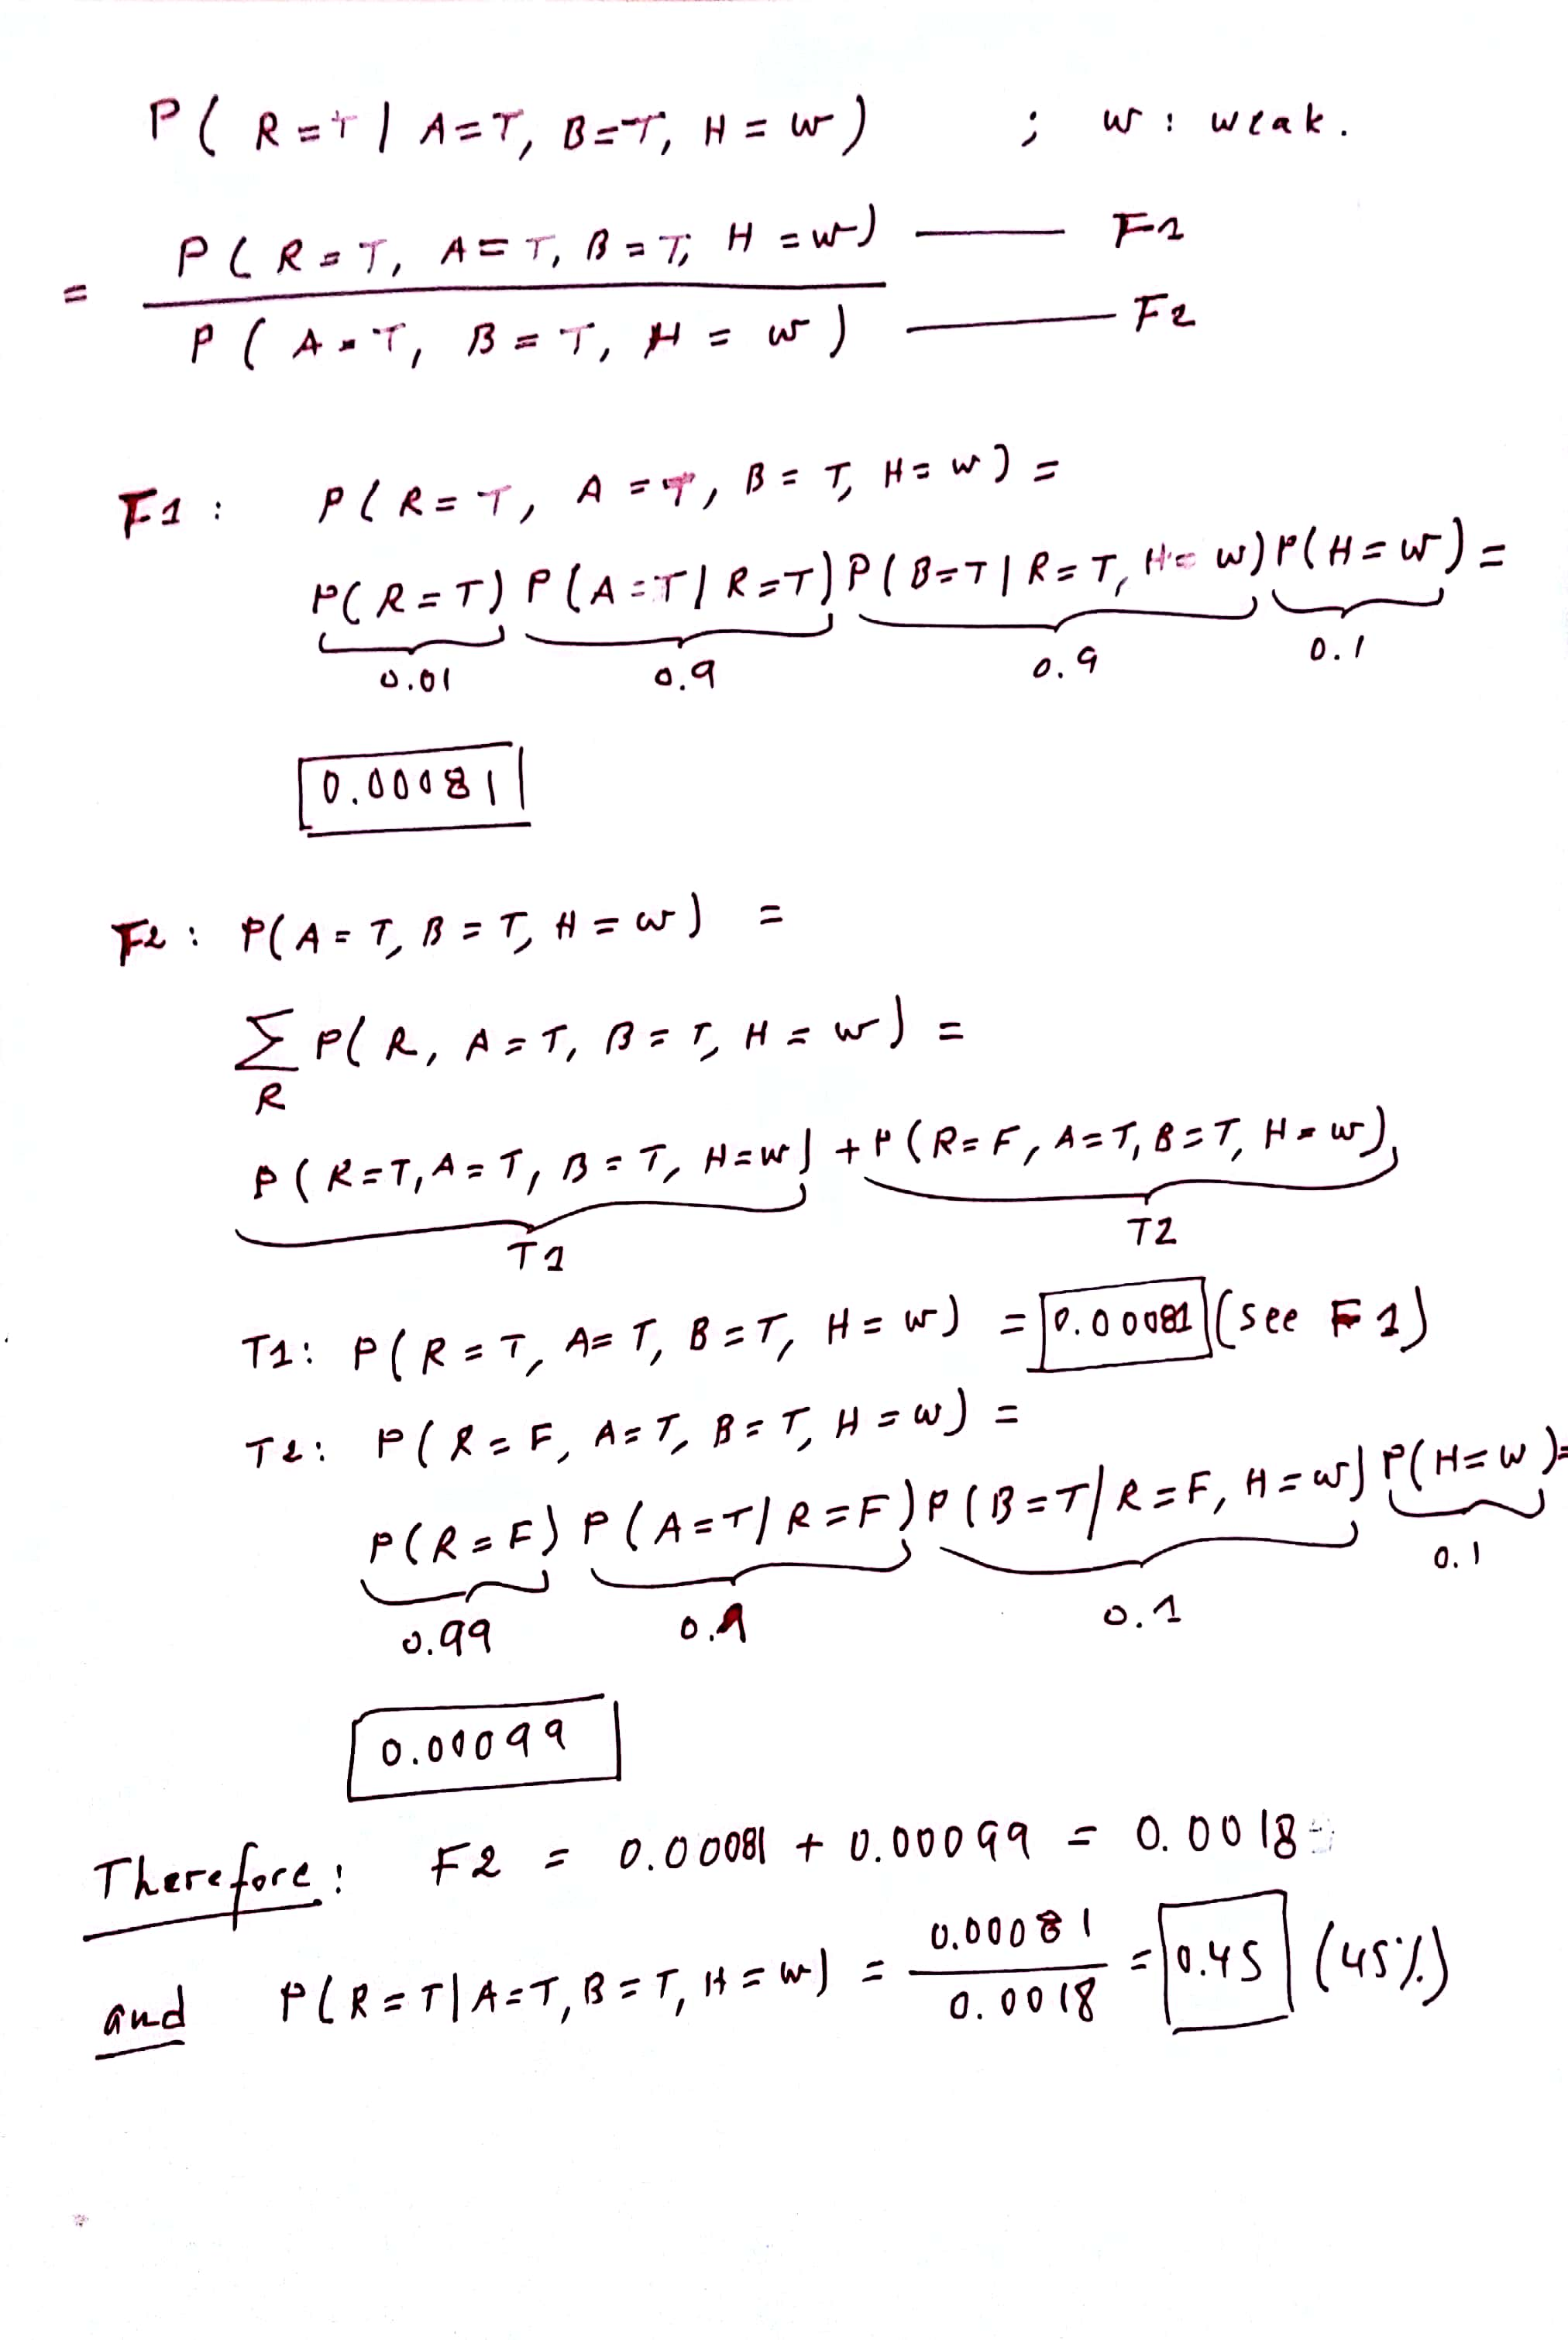 P( R=T | A=T, B=T, H=w) ; w : weak.
P( R=T, A=T, B=T, H=w) —— F1
=
P( A=T, B=T, H=w) —— F2
F1 : P( R=T, A=T, B=T, H=w) =
P(R=T) P(A=T | R=T) P(B=T | R=T, H=w) P(H=w) =
0.01 0.9 0.9 0.1
0.00081
F2 : P(A=T, B=T, H=w) =
∑ P(R, A=T, B=T, H=w) =
R
P(R=T, A=T, B=T, H=w) + P(R=F, A=T, B=T, H=w)
T1 T2
T1: P(R=T, A=T, B=T, H=w) = 0.00081 (see F1)
T2: P(R=F, A=T, B=T, H=w) =
P(R=F) P(A=T | R=F) P(B=T | R=F, H=w) P(H=w) =
0.99 0.1 0.1
0.1
0.00099
Therefore: F2 = 0.00081 + 0.00099 = 0.0018
and P(R=T | A=T, B=T, H=w) = 0.00081 / 0.0018 = 0.45 (45%)